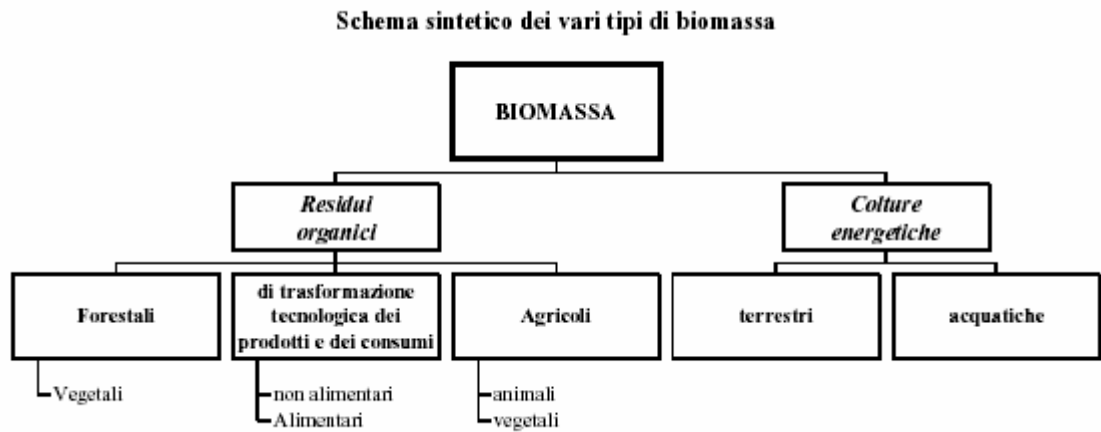 Schema sintetico dei vari tipi di biomassa
BIOMASSA
Residui
organici
Colture
energetiche
Forestali
di trasformazione
tecnologica dei
prodotti e dei consumi
Agricoli
terrestri
acquatiche
Vegetali
non alimentari
Alimentari
animali
vegetali